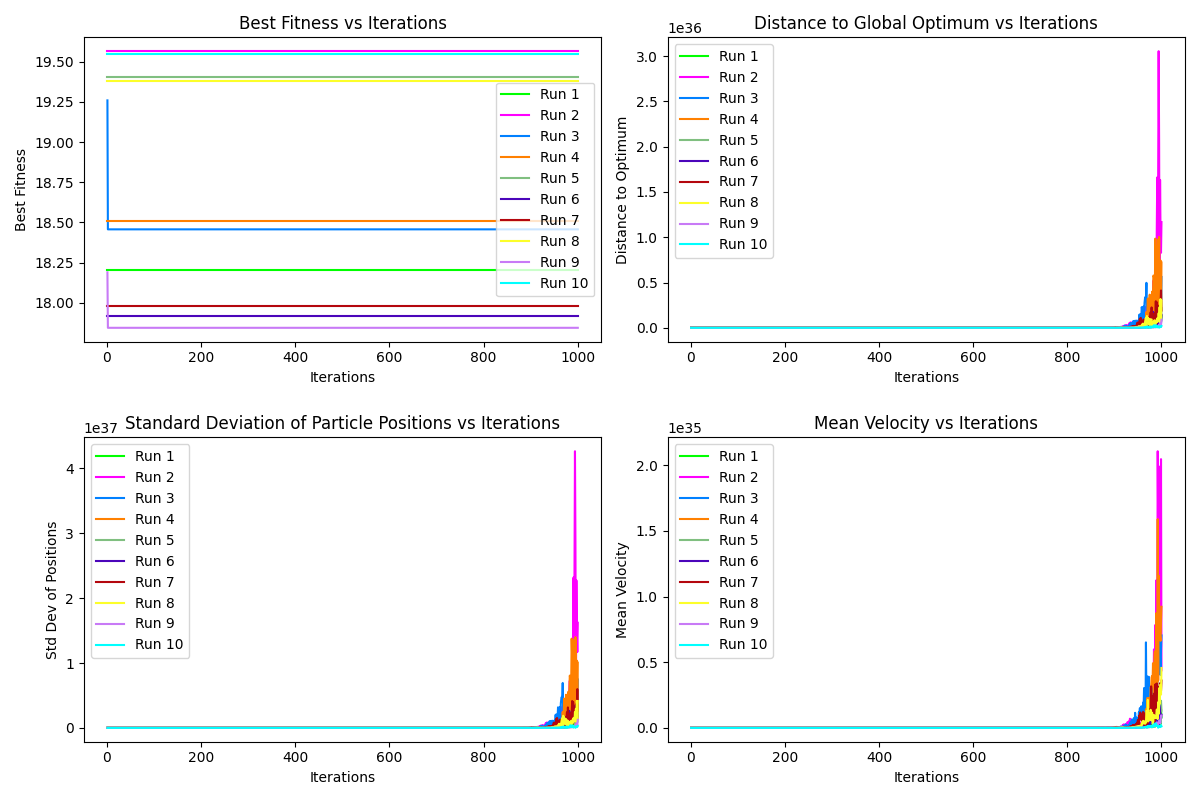 Best Fitness vs Iterations
Best Fitness
19.50
19.25
19.00
18.75
18.50
18.25
18.00
Run 1
Run 2
Run 3
Run 4
Run 5
Run 6
Run 7
Run 8
Run 9
Run 10
0 200 400 600 800 1000
Iterations
Distance to Global Optimum vs Iterations
1e36
Distance to Optimum
3.0
2.5
2.0
1.5
1.0
0.5
0.0
Run 1
Run 2
Run 3
Run 4
Run 5
Run 6
Run 7
Run 8
Run 9
Run 10
0 200 400 600 800 1000
Iterations
Standard Deviation of Particle Positions vs Iterations
1e37
Std Dev of Positions
4
3
2
1
0
Run 1
Run 2
Run 3
Run 4
Run 5
Run 6
Run 7
Run 8
Run 9
Run 10
0 200 400 600 800 1000
Iterations
Mean Velocity vs Iterations
1e35
Mean Velocity
2.0
1.5
1.0
0.5
0.0
Run 1
Run 2
Run 3
Run 4
Run 5
Run 6
Run 7
Run 8
Run 9
Run 10
0 200 400 600 800 1000
Iterations